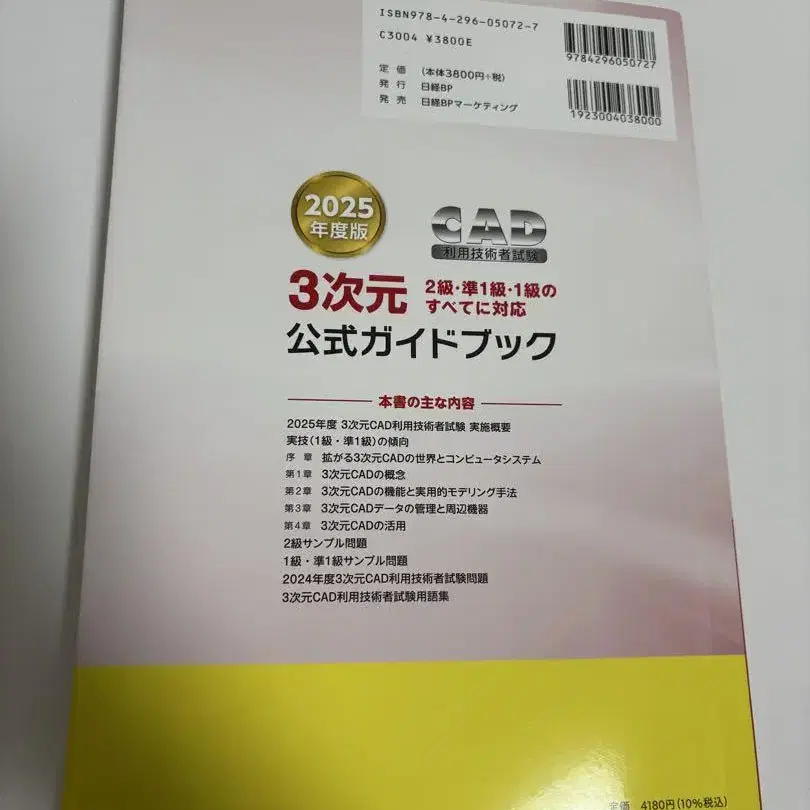 ISBN978-4-296-05072-7
C3004 ¥3800E
9784296050727
定価 (本体3800円+税)
発行 日経BP
発売 日経BPマーケティング
1923004038000
2025
年度版
CAD
利用技術者試験
3次元 2級・準1級・1級の
すべてに対応
公式ガイドブック
本書の主な内容
2025年度 3次元CAD利用技術者試験 実施概要
実技(1級・準1級)の傾向
序章 拡がる3次元CADの世界とコンピュータシステム
第1章 3次元CADの概念
第2章 3次元CADの機能と実用的モデリング手法
第3章 3次元CADデータの管理と周辺機器
第4章 3次元CADの活用
2級サンプル問題
1級・準1級サンプル問題
2024年度3次元CAD利用技術者試験問題
3次元CAD利用技術者試験用語集
定価 4180円(10%税込)